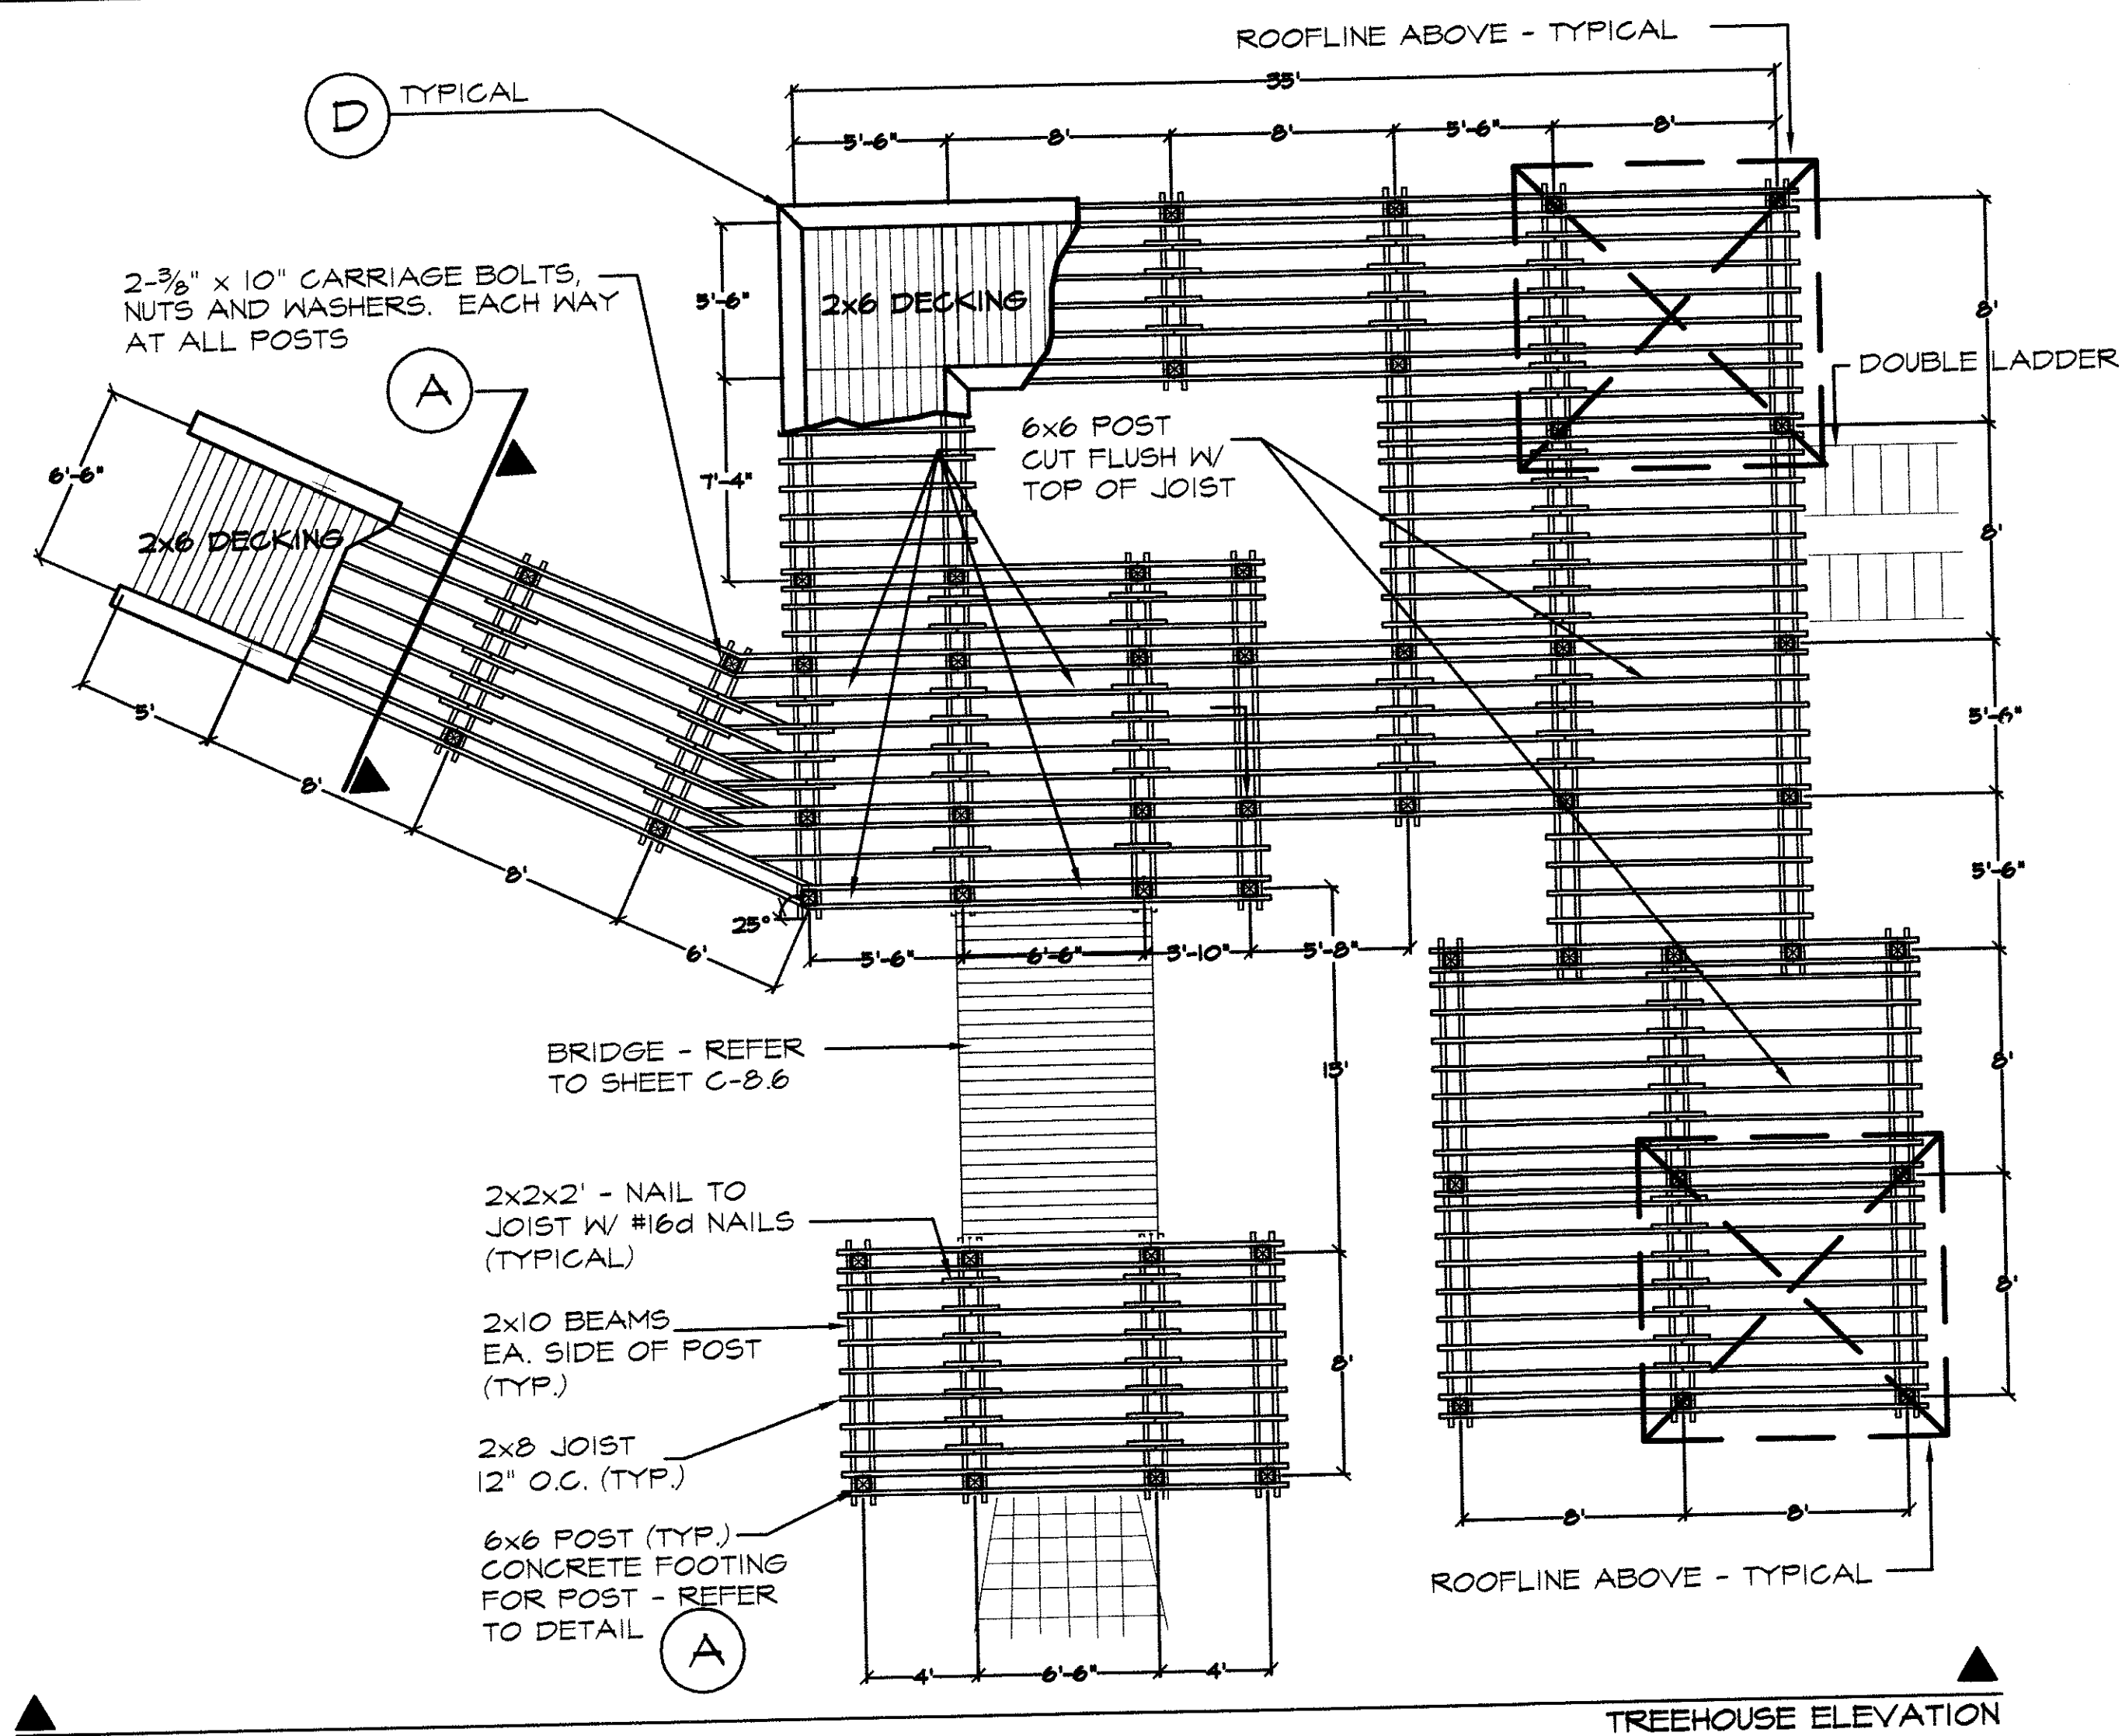 ROOFLINE ABOVE - TYPICAL
D TYPICAL
35'
5'-6" 8' 8' 5'-6" 8'
2-3/8" x 10" CARRIAGE BOLTS,
NUTS AND WASHERS. EACH WAY
AT ALL POSTS
5'-6"
2x6 DECKING
8'
DOUBLE LADDER
A
6x6 POST
CUT FLUSH W/
TOP OF JOIST
6'-6"
7'-4"
2x6 DECKING
8'
5'
8'
8'
6'
25°
5'-6"
5'-6"
5'-6" 6'-6" 3'-10" 5'-8"
BRIDGE - REFER
TO SHEET C-8.6
13'
8'
2x2x2' - NAIL TO
JOIST W/ #16d NAILS
(TYPICAL)
8'
2x10 BEAMS
EA. SIDE OF POST
(TYP.)
8'
2x8 JOIST
12" O.C. (TYP.)
8' 8'
6x6 POST (TYP.)
CONCRETE FOOTING
FOR POST - REFER
TO DETAIL A
ROOFLINE ABOVE - TYPICAL
4' 6'-6" 4'
TREEHOUSE ELEVATION